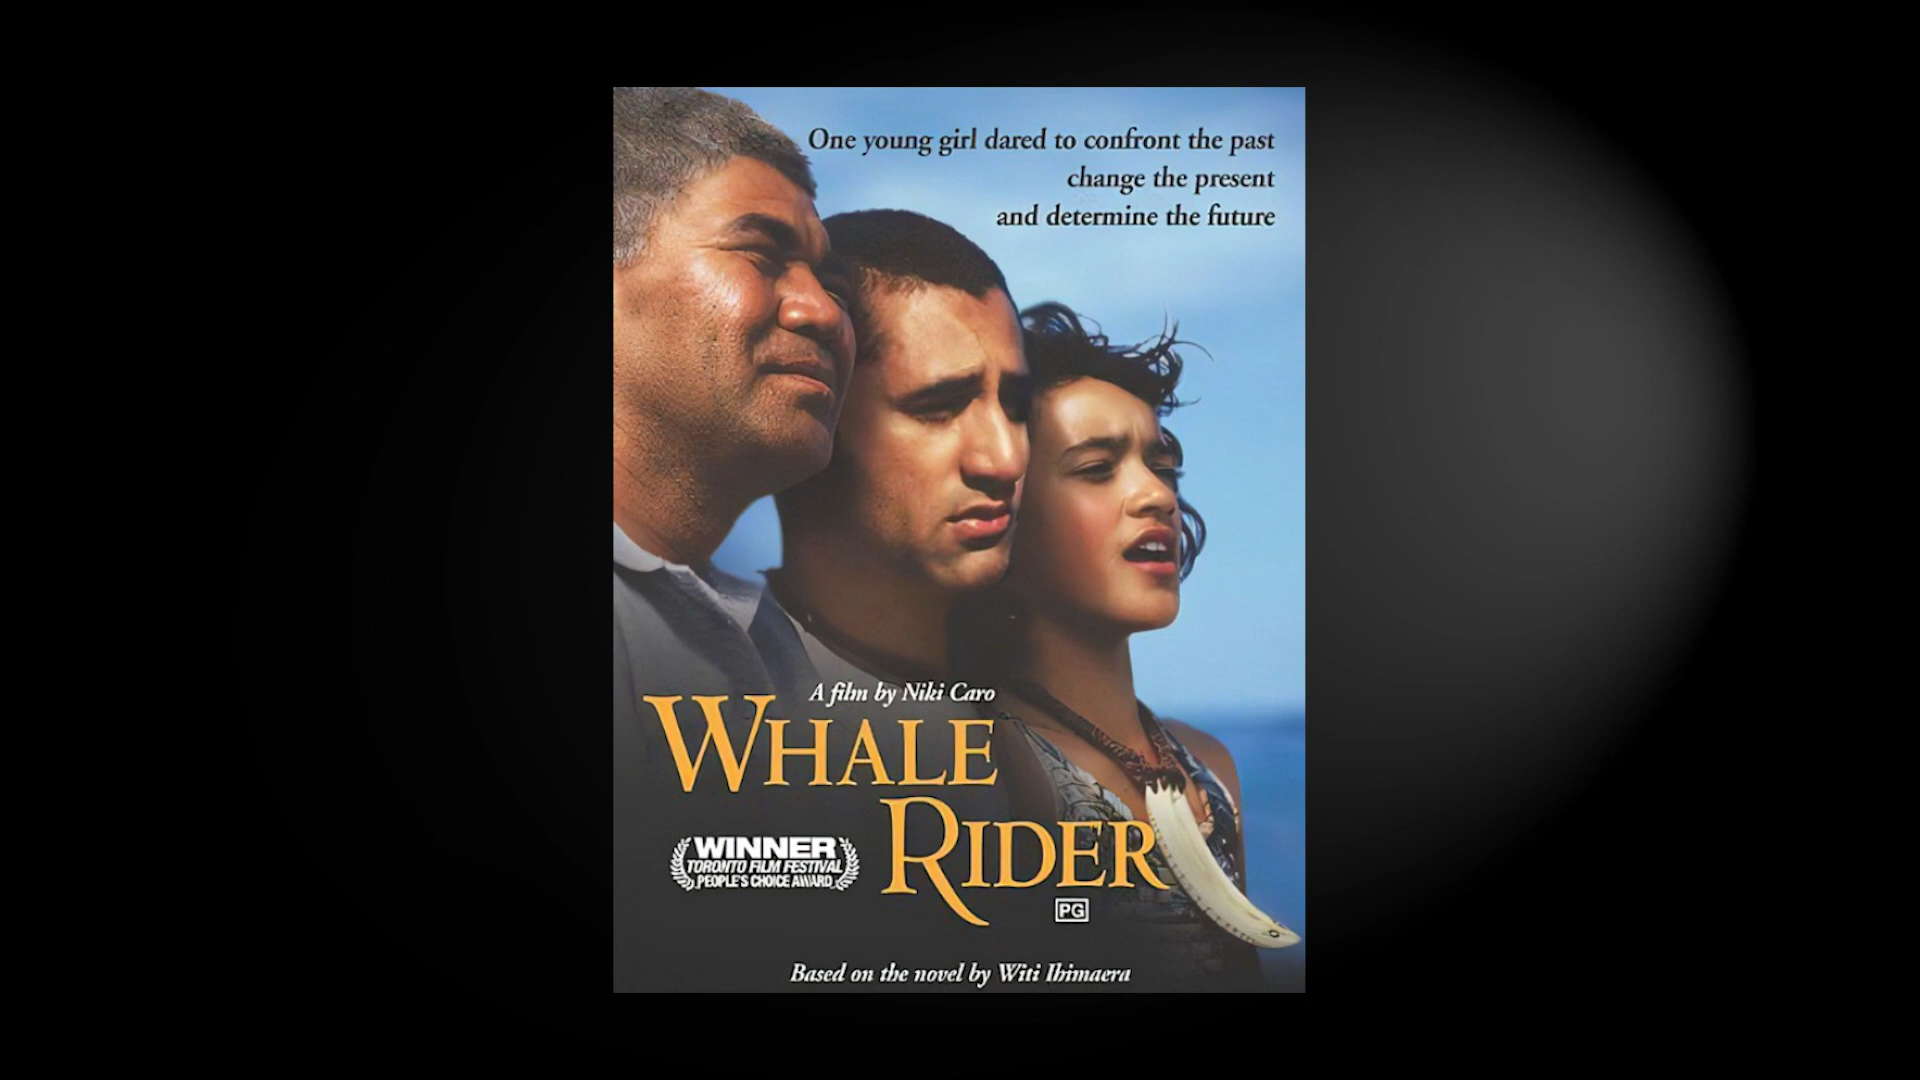 One young girl dared to confront the past
change the present
and determine the future
A film by Niki Caro
WHALE
RIDER
WINNER
TORONTO FILM FESTIVAL
PEOPLE'S CHOICE AWARD
PG
Based on the novel by Witi Ihimaera